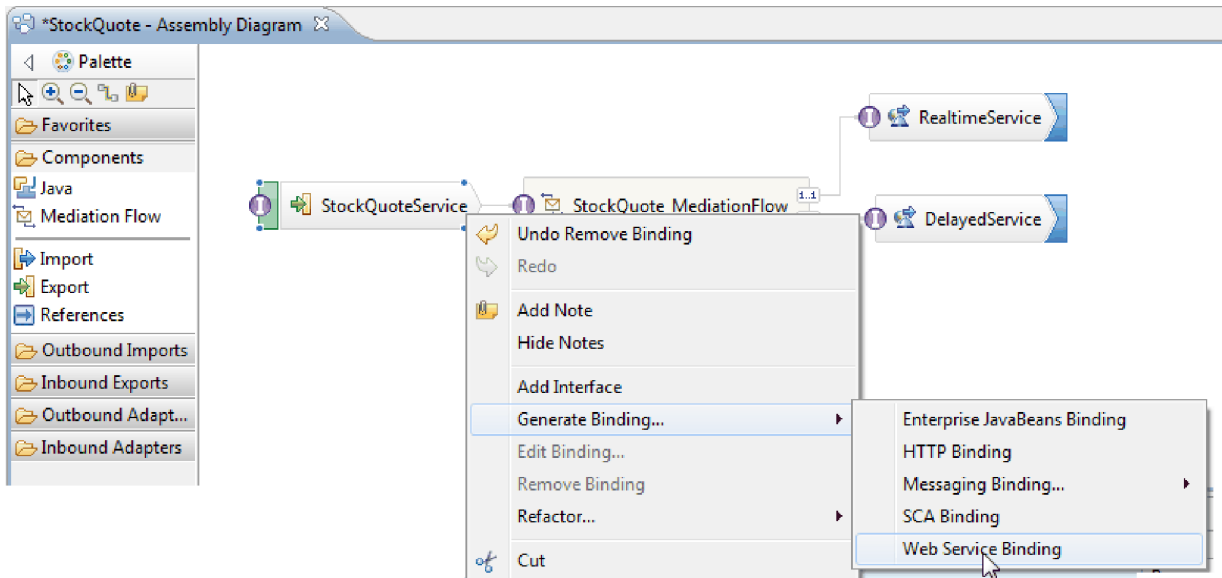 *StockQuote - Assembly Diagram
Palette
Favorites
Components
Java
Mediation Flow
Import
Export
References
Outbound Imports
Inbound Exports
Outbound Adapt...
Inbound Adapters
StockQuoteService
StockQuote_MediationFlow
1..1
RealtimeService
DelayedService
Undo Remove Binding
Redo
Add Note
Hide Notes
Add Interface
Generate Binding...
Edit Binding...
Remove Binding
Refactor...
Cut
Enterprise JavaBeans Binding
HTTP Binding
Messaging Binding...
SCA Binding
Web Service Binding